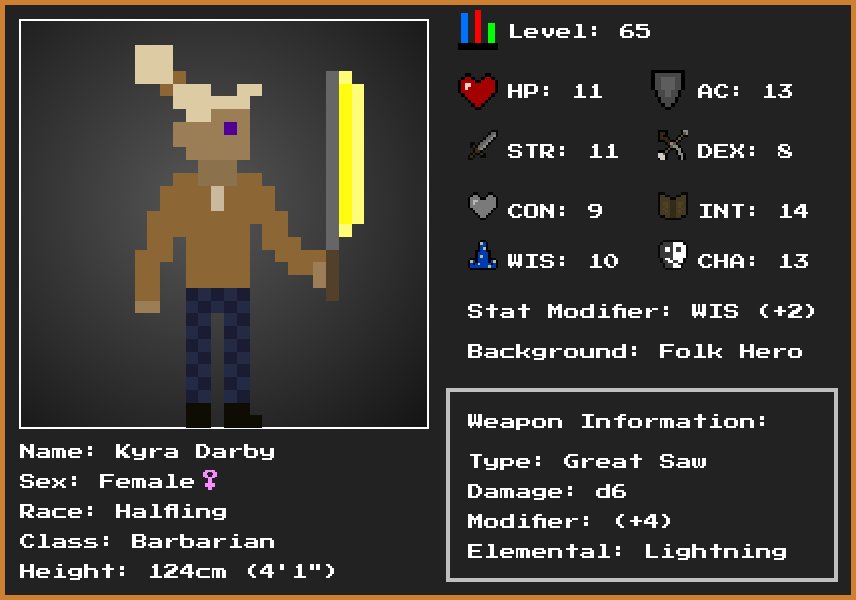 Level: 65
HP: 11
AC: 13
STR: 11
DEX: 8
CON: 9
INT: 14
WIS: 10
CHA: 13
Stat Modifier: WIS (+2)
Background: Folk Hero
Weapon Information:
Type: Great Saw
Damage: d6
Modifier: (+4)
Elemental: Lightning
Name: Kyra Darby
Sex: Female♀
Race: Halfling
Class: Barbarian
Height: 124cm (4'1")